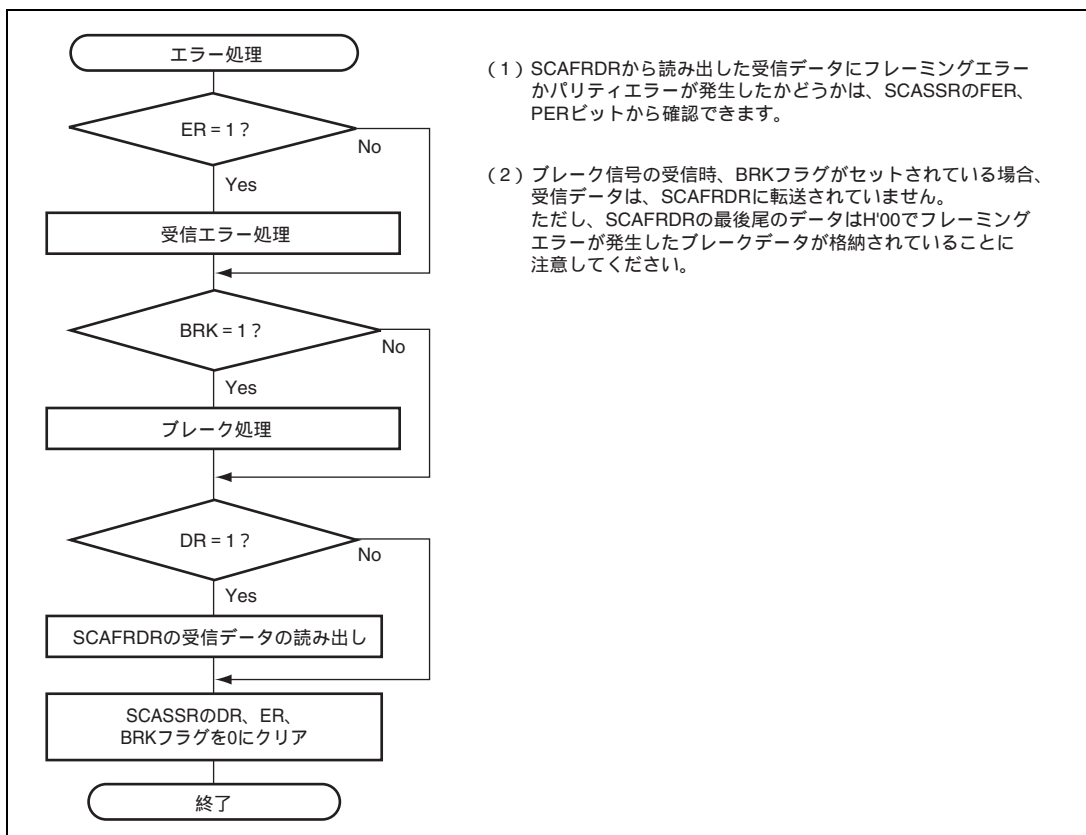 エラー処理
ER = 1 ?
No
Yes
受信エラー処理
BRK = 1 ?
No
Yes
ブレーク処理
DR = 1 ?
No
Yes
SCAFRDRの受信データの読み出し
SCASSRのDR、ER、
BRKフラグを0にクリア
終了
(1)SCAFRDRから読み出した受信データにフレーミングエラー
かパリティエラーが発生したかどうかは、SCASSRのFER、
PERビットから確認できます。
(2)ブレーク信号の受信時、BRKフラグがセットされている場合、
受信データは、SCAFRDRに転送されていません。
ただし、SCAFRDRの最後尾のデータはH'00でフレーミング
エラーが発生したブレークデータが格納されていることに
注意してください。